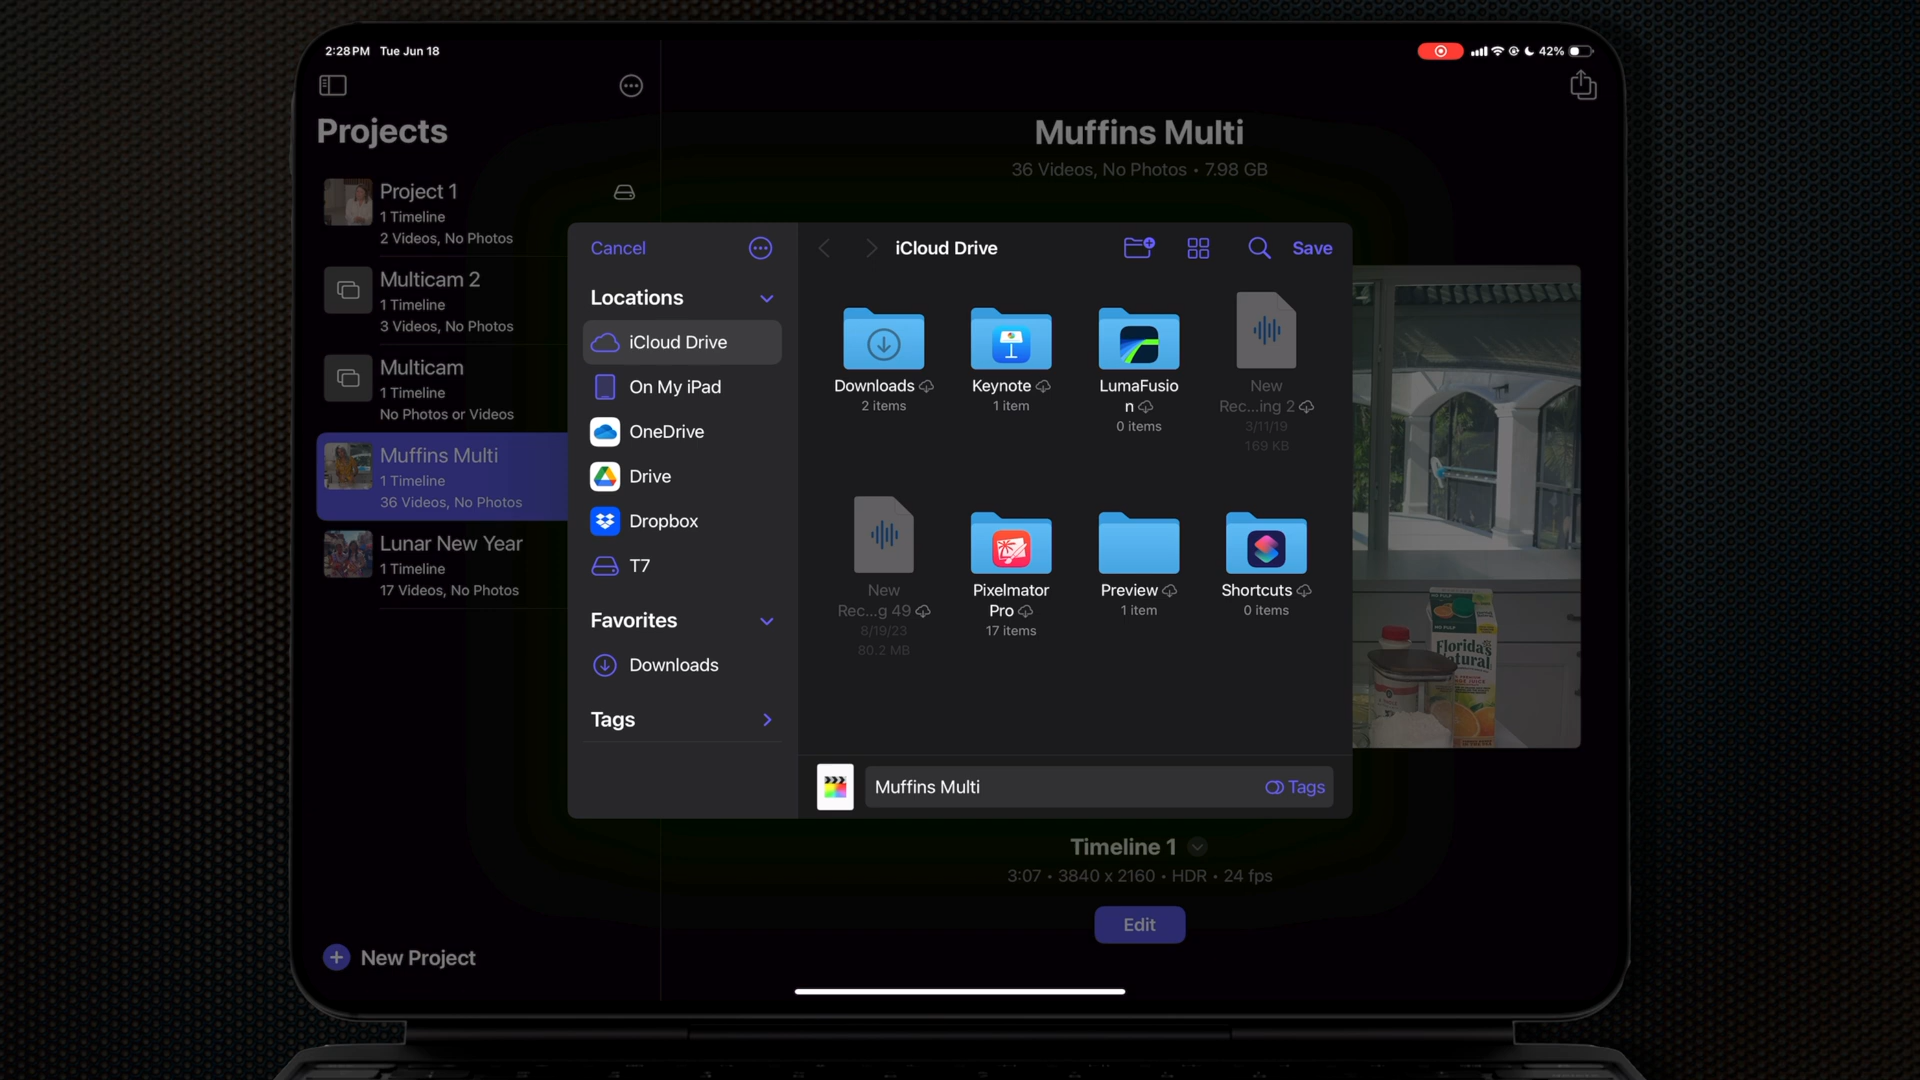 2:28 PM Tue Jun 18
42%
Projects
Project 1
1 Timeline
2 Videos, No Photos
Multicam 2
1 Timeline
3 Videos, No Photos
Multicam
1 Timeline
No Photos or Videos
Muffins Multi
1 Timeline
36 Videos, No Photos
Lunar New Year
1 Timeline
17 Videos, No Photos
New Project
Muffins Multi
36 Videos, No Photos • 7.98 GB
Cancel
Locations
iCloud Drive
On My iPad
OneDrive
Drive
Dropbox
T7
Favorites
Downloads
Tags
iCloud Drive
Save
Downloads
2 items
Keynote
1 item
LumaFusio
n
0 items
New
Rec...ing 2
3/11/19
169 KB
New
Rec...g 49
8/19/23
80.2 MB
Pixelmator
Pro
17 items
Preview
1 item
Shortcuts
0 items
Muffins Multi
Tags
Florida's
Natural
Timeline 1
3:07 • 3840 x 2160 • HDR • 24 fps
Edit